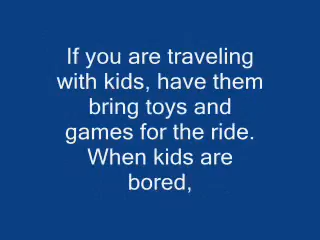 If you are traveling
with kids, have them
bring toys and
games for the ride.
When kids are
bored,